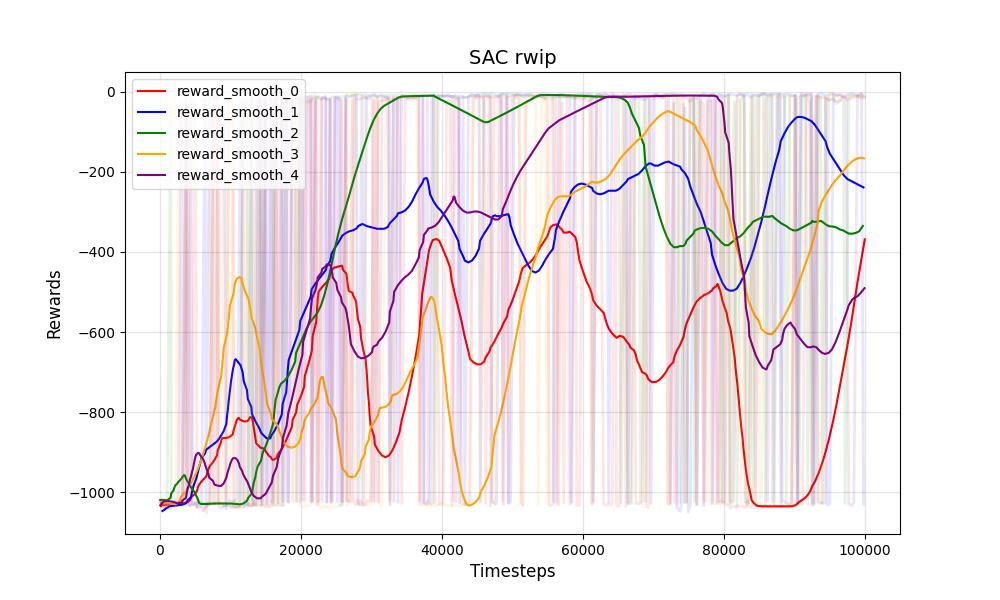 SAC rwip
reward_smooth_0
reward_smooth_1
reward_smooth_2
reward_smooth_3
reward_smooth_4
Rewards
0
−200
−400
−600
−800
−1000
0 20000 40000 60000 80000 100000
Timesteps